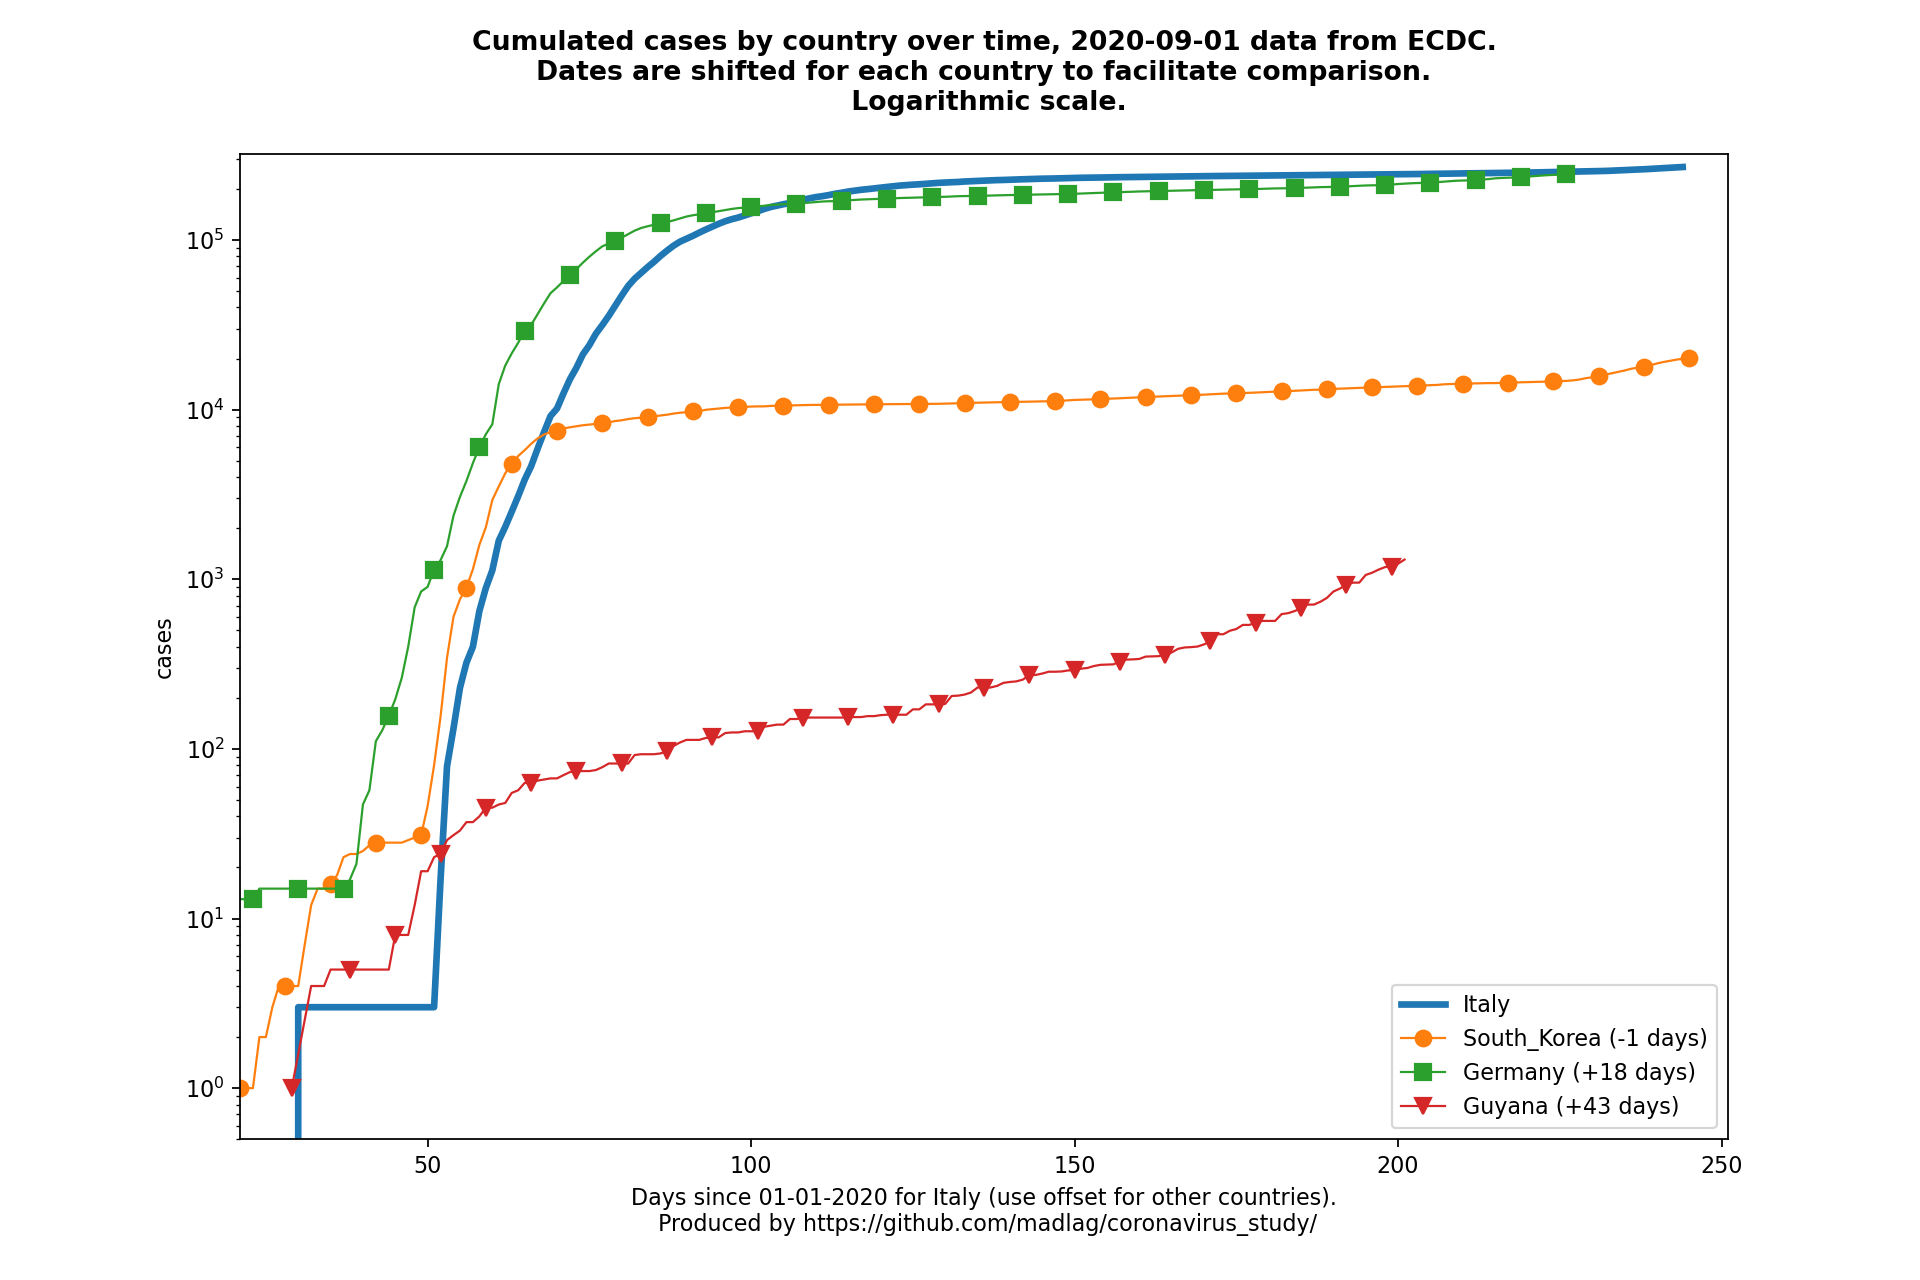 Cumulated cases by country over time, 2020-09-01 data from ECDC.
Dates are shifted for each country to facilitate comparison.
Logarithmic scale.
10^5
10^4
10^3
10^2
10^1
10^0
cases
50
100
150
200
250
Italy
South_Korea (-1 days)
Germany (+18 days)
Guyana (+43 days)
Days since 01-01-2020 for Italy (use offset for other countries).
Produced by https://github.com/madlag/coronavirus_study/